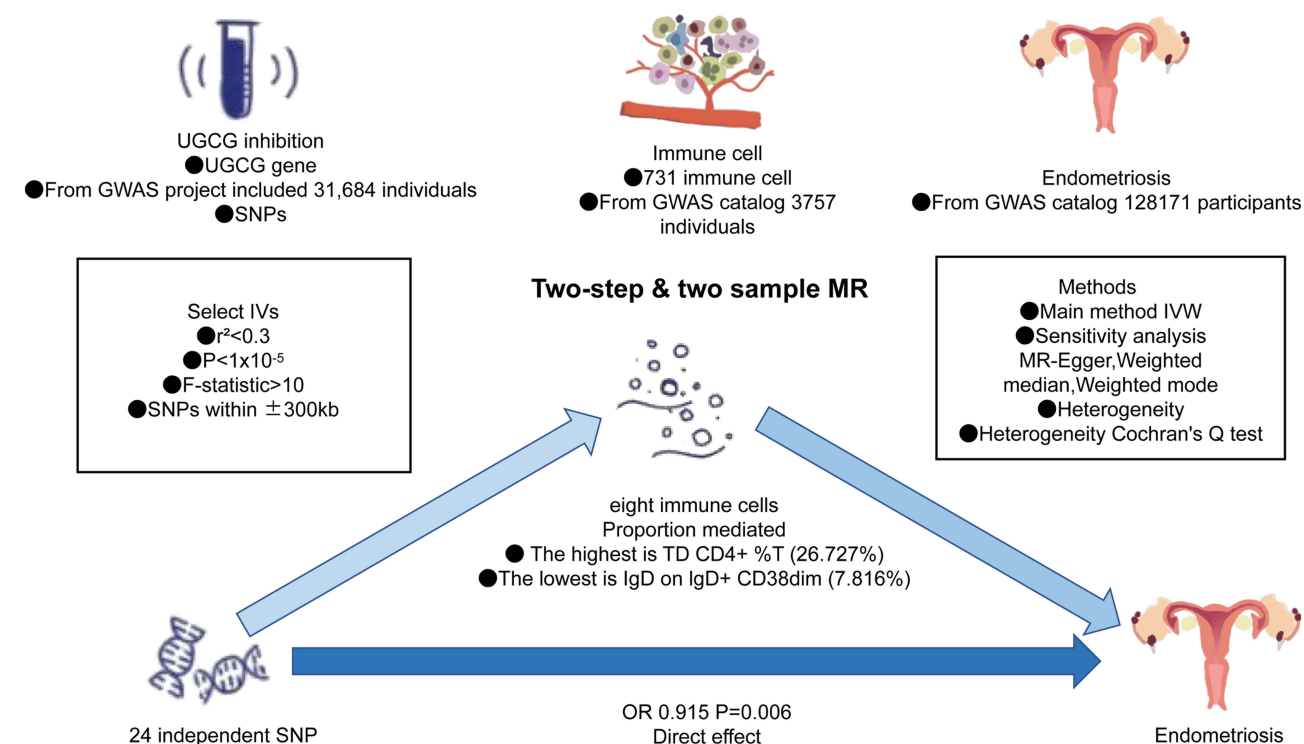 UGCG inhibition
●UGCG gene
●From GWAS project included 31,684 individuals
●SNPs
Immune cell
●731 immune cell
●From GWAS catalog 3757
individuals
Endometriosis
●From GWAS catalog 128171 participants
Select IVs
●r²<0.3
●P<1x10⁻⁵
●F-statistic>10
●SNPs within ±300kb
Two-step & two sample MR
Methods
●Main method IVW
●Sensitivity analysis
MR-Egger,Weighted
median,Weighted mode
●Heterogeneity
●Heterogeneity Cochran's Q test
eight immune cells
Proportion mediated
● The highest is TD CD4+ %T (26.727%)
●The lowest is IgD on IgD+ CD38dim (7.816%)
24 independent SNP
OR 0.915 P=0.006
Direct effect
Endometriosis